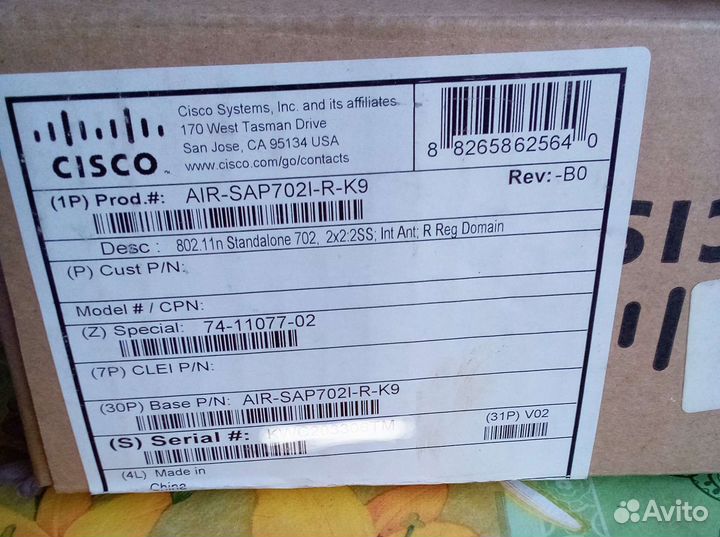 CISCO
Cisco Systems, Inc. and its affiliates
170 West Tasman Drive
San Jose, CA 95134 USA
www.cisco.com/go/contacts
8 8265862564 0
(1P) Prod.#: AIR-SAP702I-R-K9
Rev:-B0
Desc : 802.11n Standalone 702, 2x2:2SS; Int Ant; R Reg Domain
(P) Cust P/N:
Model # / CPN:
(Z) Special: 74-11077-02
(7P) CLEI P/N:
(30P) Base P/N: AIR-SAP702I-R-K9
(31P) V02
(S) Serial #:
(4L) Made in
China
CIS
Avito